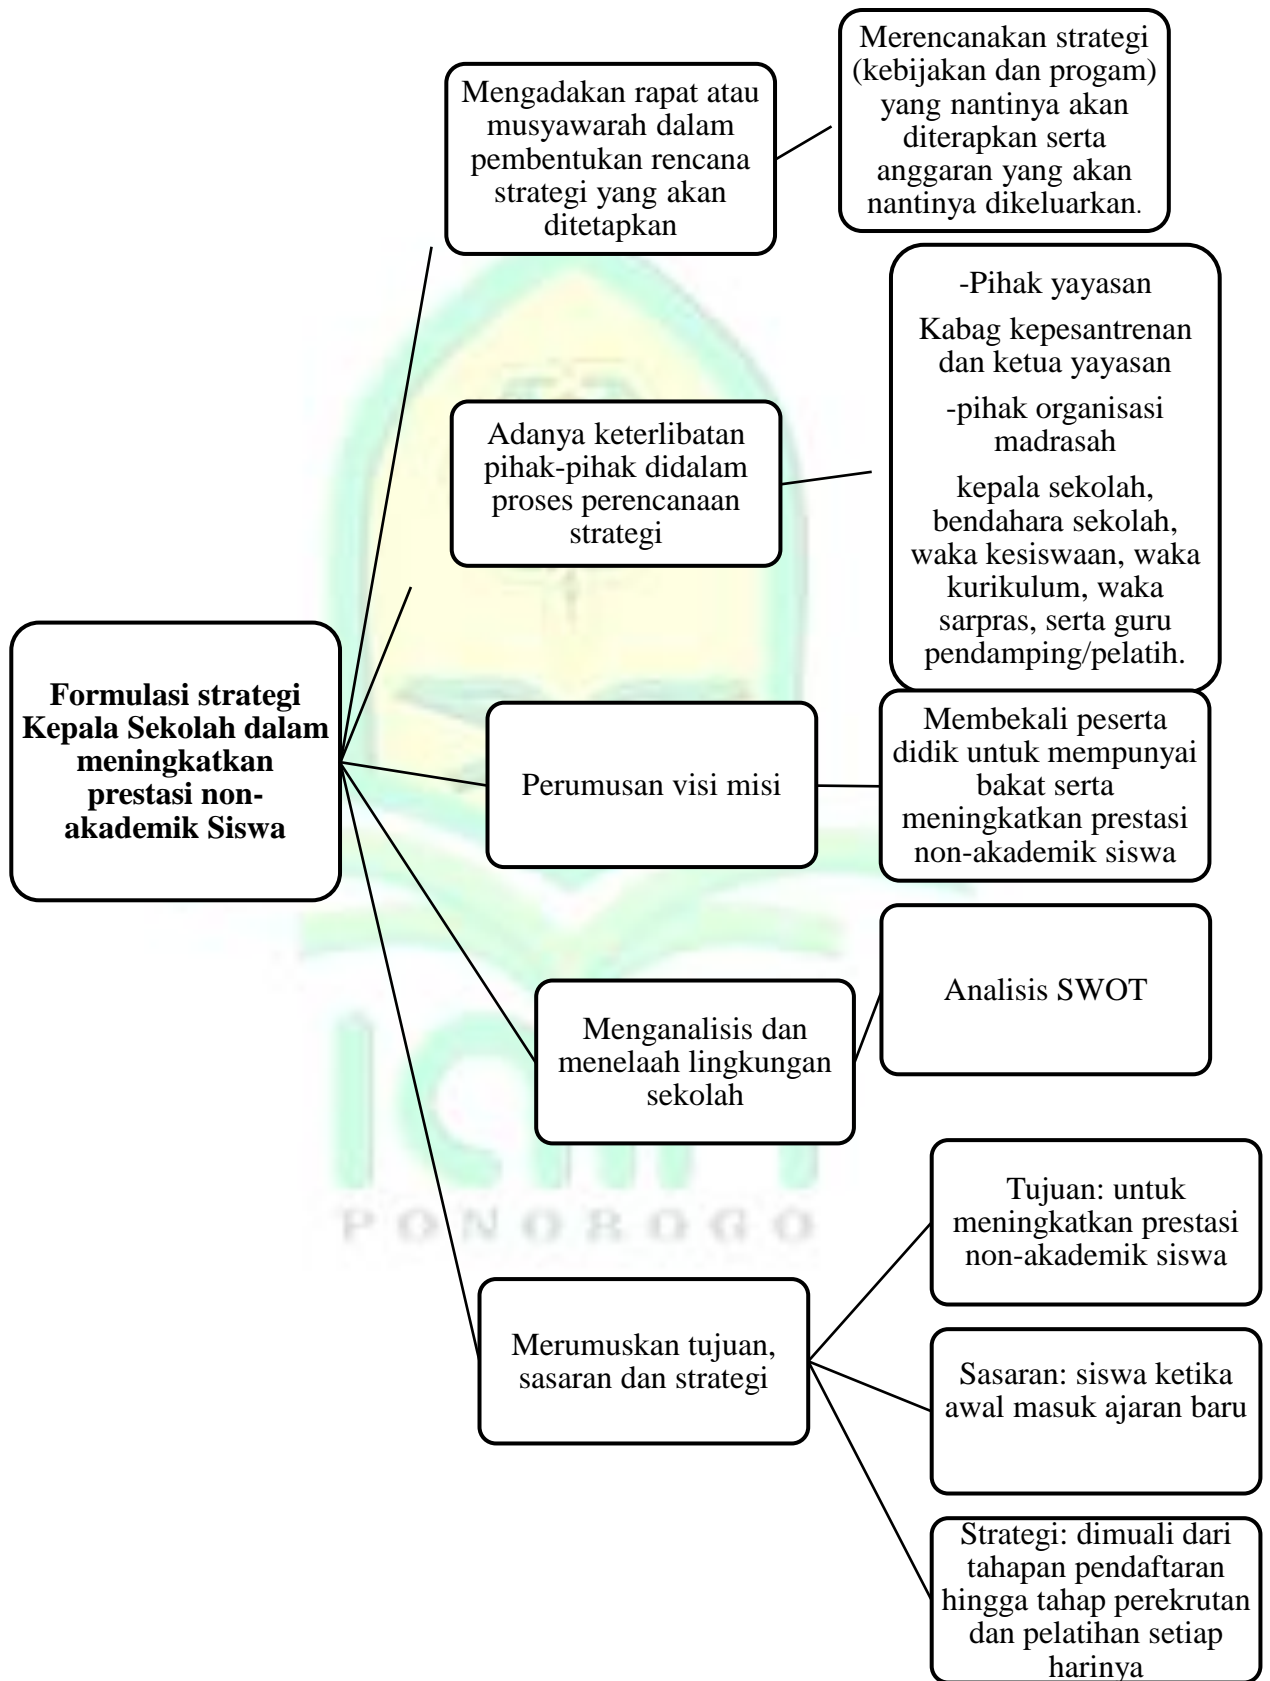 Formulasi strategi
Kepala Sekolah dalam
meningkatkan
prestasi non-
akademik Siswa
Mengadakan rapat atau
musyawarah dalam
pembentukan rencana
strategi yang akan
ditetapkan
Merencanakan strategi
(kebijakan dan progam)
yang nantinya akan
diterapkan serta
anggaran yang akan
nantinya dikeluarkan.
Adanya keterlibatan
pihak-pihak didalam
proses perencanaan
strategi
-Pihak yayasan
Kabag kepesantrenan
dan ketua yayasan
-pihak organisasi
madrasah
kepala sekolah,
bendahara sekolah,
waka kesiswaan, waka
kurikulum, waka
sarpras, serta guru
pendamping/pelatih.
Perumusan visi misi
Membekali peserta
didik untuk mempunyai
bakat serta
meningkatkan prestasi
non-akademik siswa
Menganalisis dan
menelaah lingkungan
sekolah
Analisis SWOT
Merumuskan tujuan,
sasaran dan strategi
Tujuan: untuk
meningkatkan prestasi
non-akademik siswa
Sasaran: siswa ketika
awal masuk ajaran baru
Strategi: dimuali dari
tahapan pendaftaran
hingga tahap perekrutan
dan pelatihan setiap
harinya
PONOROGO